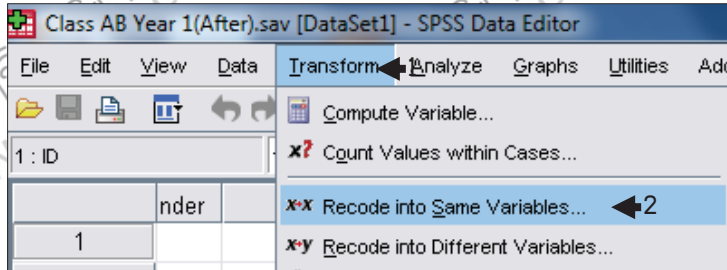 Class AB Year 1(After).sav [DataSet1] - SPSS Data Editor
File Edit View Data Transform 1 Analyze Graphs Utilities Add
Compute Variable...
1 : ID
x? Count Values within Cases...
nder
x•x Recode into Same Variables... 2
1
x•y Recode into Different Variables...